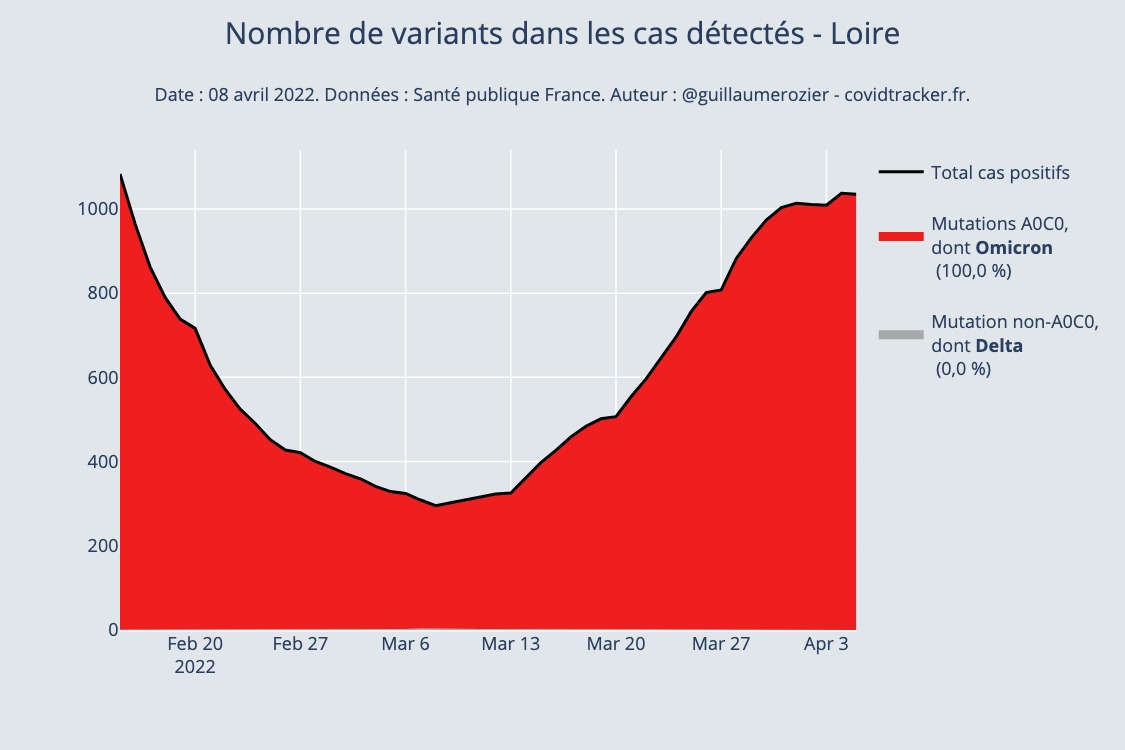 Nombre de variants dans les cas détectés - Loire
Date : 08 avril 2022. Données : Santé publique France. Auteur : @guillaumerozier - covidtracker.fr.
Total cas positifs
Mutations A0C0,
dont Omicron
(100,0 %)
Mutation non-A0C0,
dont Delta
(0,0 %)
1000
800
600
400
200
0
Feb 20
2022
Feb 27
Mar 6
Mar 13
Mar 20
Mar 27
Apr 3